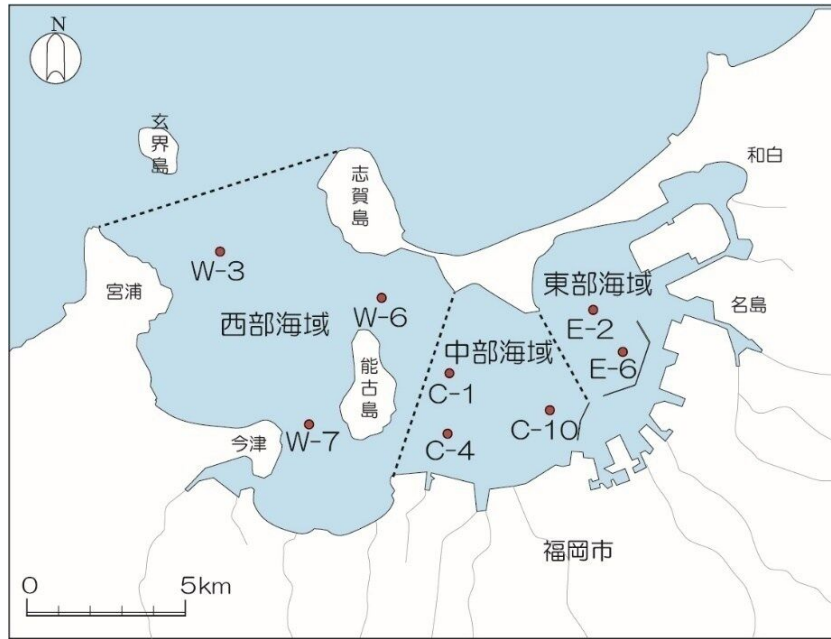 N
玄界島
志賀島
和白
W-3
宮浦
東部海域
E-2
名島
W-6
西部海域
中部海域
能古島
E-6
C-1
C-10
W-7
C-4
今津
福岡市
0
5km